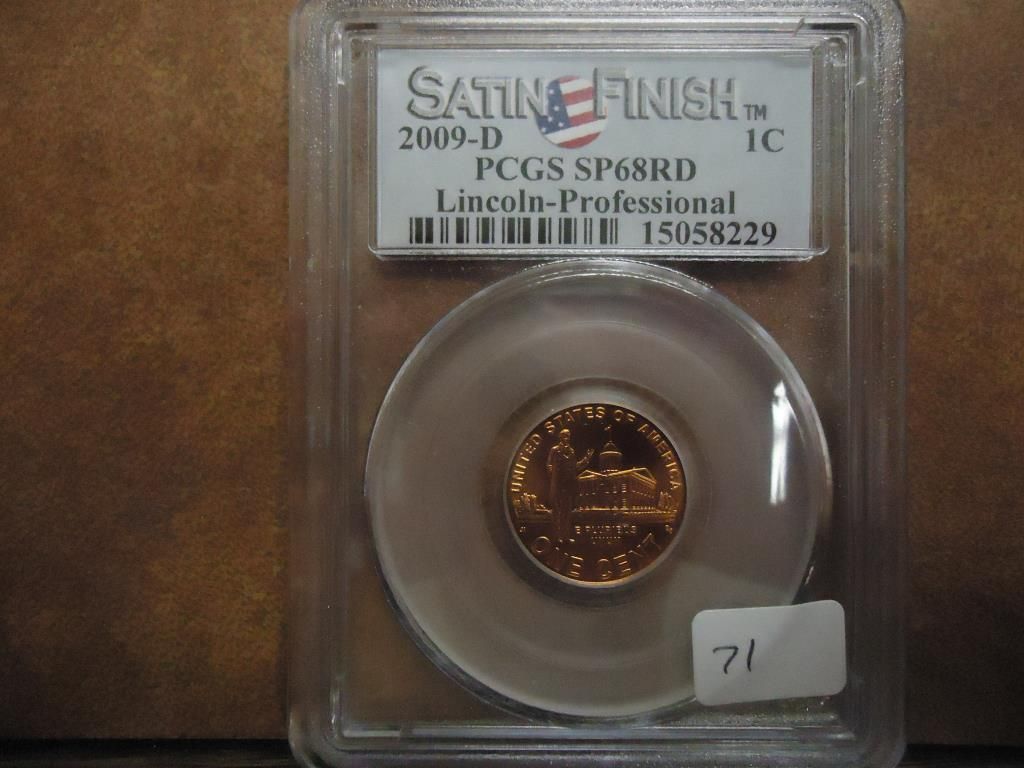 SATIN FINISH™
2009-D 1C
PCGS SP68RD
Lincoln-Professional
15058229
UNITED STATES OF AMERICA
E PLURIBUS
UNUM
ONE CENT
71